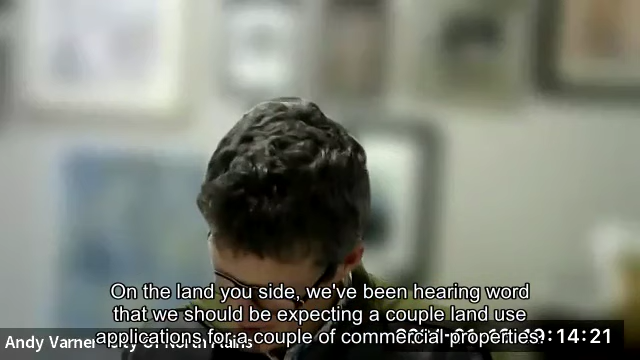 On the land you side, we've been hearing word
that we should be expecting a couple land use
applications for a couple of commercial properties.
Andy Varner
14:21